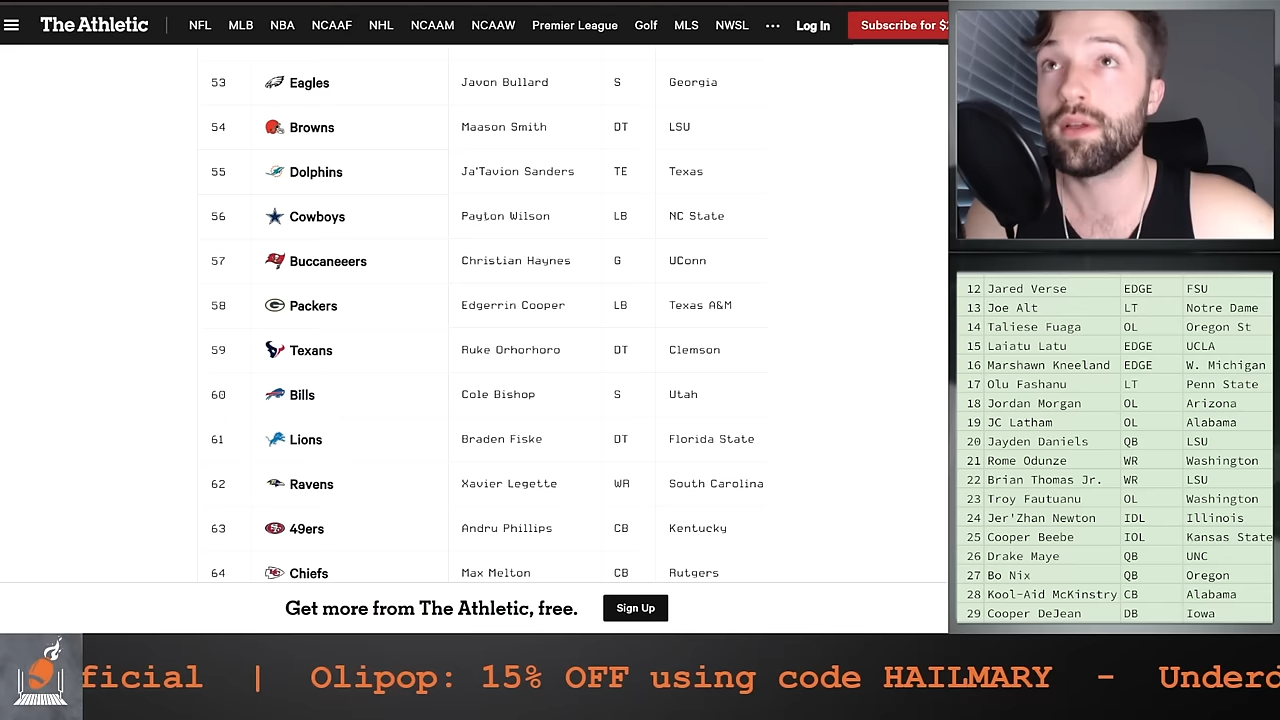 The Athletic NFL MLB NBA NCAAF NHL NCAAM NCAAW Premier League Golf MLS NWSL ••• Log In Subscribe for $
53 Eagles Javon Bullard S Georgia
54 Browns Maason Smith DT LSU
55 Dolphins Ja'Tavion Sanders TE Texas
56 Cowboys Payton Wilson LB NC State
57 Buccaneeers Christian Haynes G UConn
58 Packers Edgerrin Cooper LB Texas A&M
59 Texans Ruke Orhorhoro DT Clemson
60 Bills Cole Bishop S Utah
61 Lions Braden Fiske DT Florida State
62 Ravens Xavier Legette WR South Carolina
63 49ers Andru Phillips CB Kentucky
64 Chiefs Max Melton CB Rutgers
Get more from The Athletic, free. Sign Up
12 Jared Verse EDGE FSU
13 Joe Alt LT Notre Dame
14 Taliese Fuaga OL Oregon St
15 Laiatu Latu EDGE UCLA
16 Marshawn Kneeland EDGE W. Michigan
17 Olu Fashanu LT Penn State
18 Jordan Morgan OL Arizona
19 JC Latham OL Alabama
20 Jayden Daniels QB LSU
21 Rome Odunze WR Washington
22 Brian Thomas Jr. WR LSU
23 Troy Fautuanu OL Washington
24 Jer'Zhan Newton IDL Illinois
25 Cooper Beebe IOL Kansas State
26 Drake Maye QB UNC
27 Bo Nix QB Oregon
28 Kool-Aid McKinstry CB Alabama
29 Cooper DeJean DB Iowa
fficial | Olipop: 15% OFF using code HAILMARY - Underd